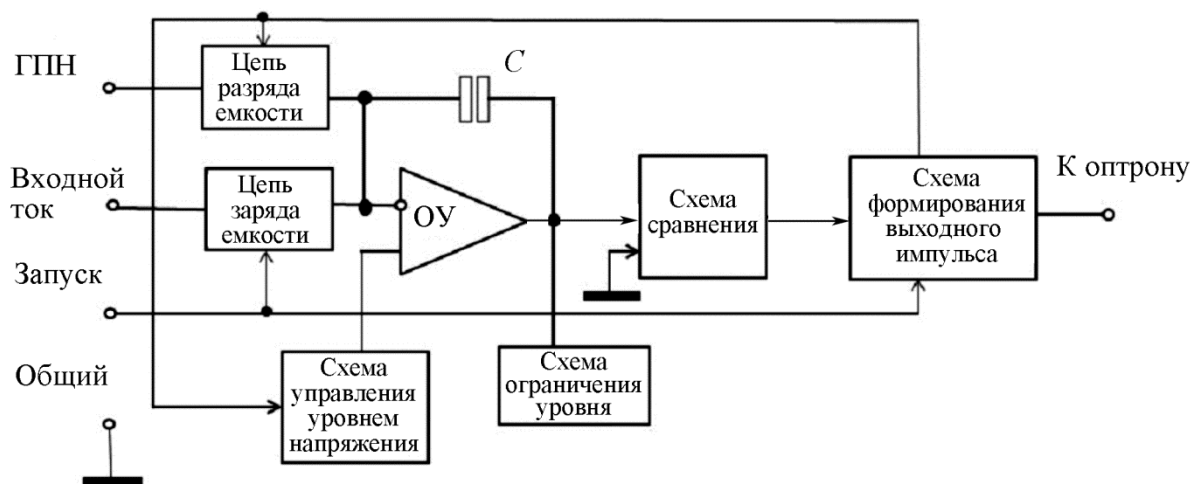 ГПН
Цепь
разряда
емкости
C
Входной
ток
Цепь
заряда
емкости
ОУ
Схема
сравнения
Схема
формирования
выходного
импульса
К оптрону
Запуск
Общий
Схема
управления
уровнем
напряжения
Схема
ограничения
уровня